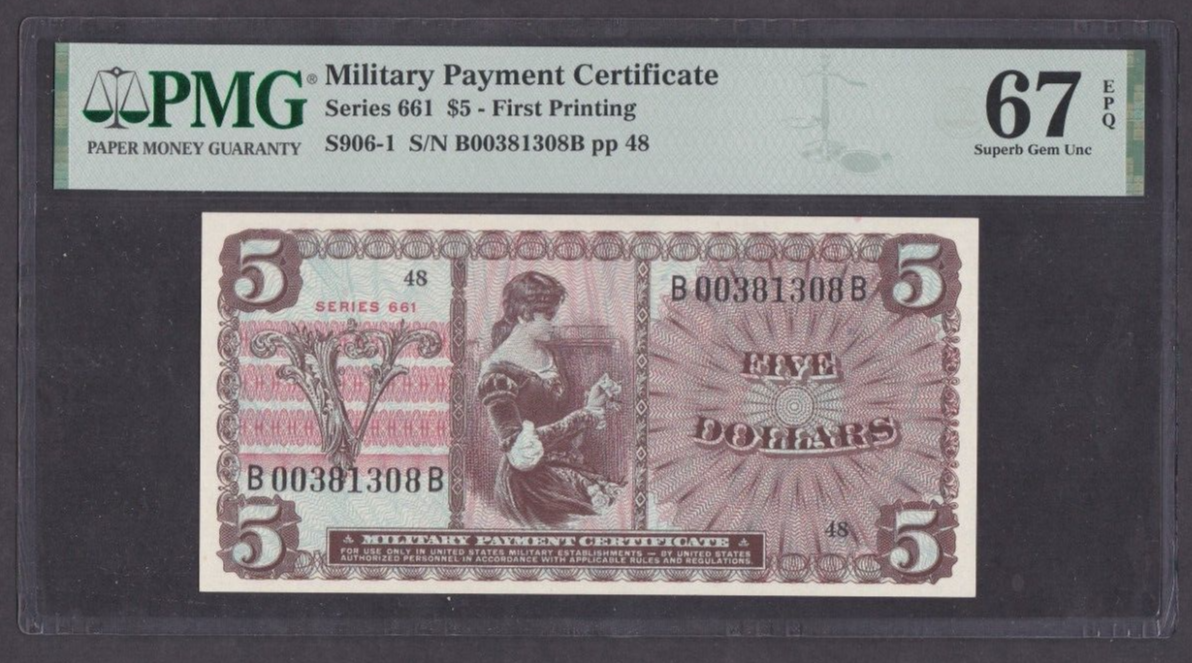 PMG®
PAPER MONEY GUARANTY
Military Payment Certificate
Series 661 $5 - First Printing
S906-1 S/N B00381308B pp 48
67
EPQ
Superb Gem Unc
5
48
SERIES 661
V
B00381308B
5
B00381308B
5
FIVE
DOLLARS
48
5
MILITARY PAYMENT CERTIFICATE
FOR USE ONLY IN UNITED STATES MILITARY ESTABLISHMENTS — BY UNITED STATES
AUTHORIZED PERSONNEL IN ACCORDANCE WITH APPLICABLE RULES AND REGULATIONS.